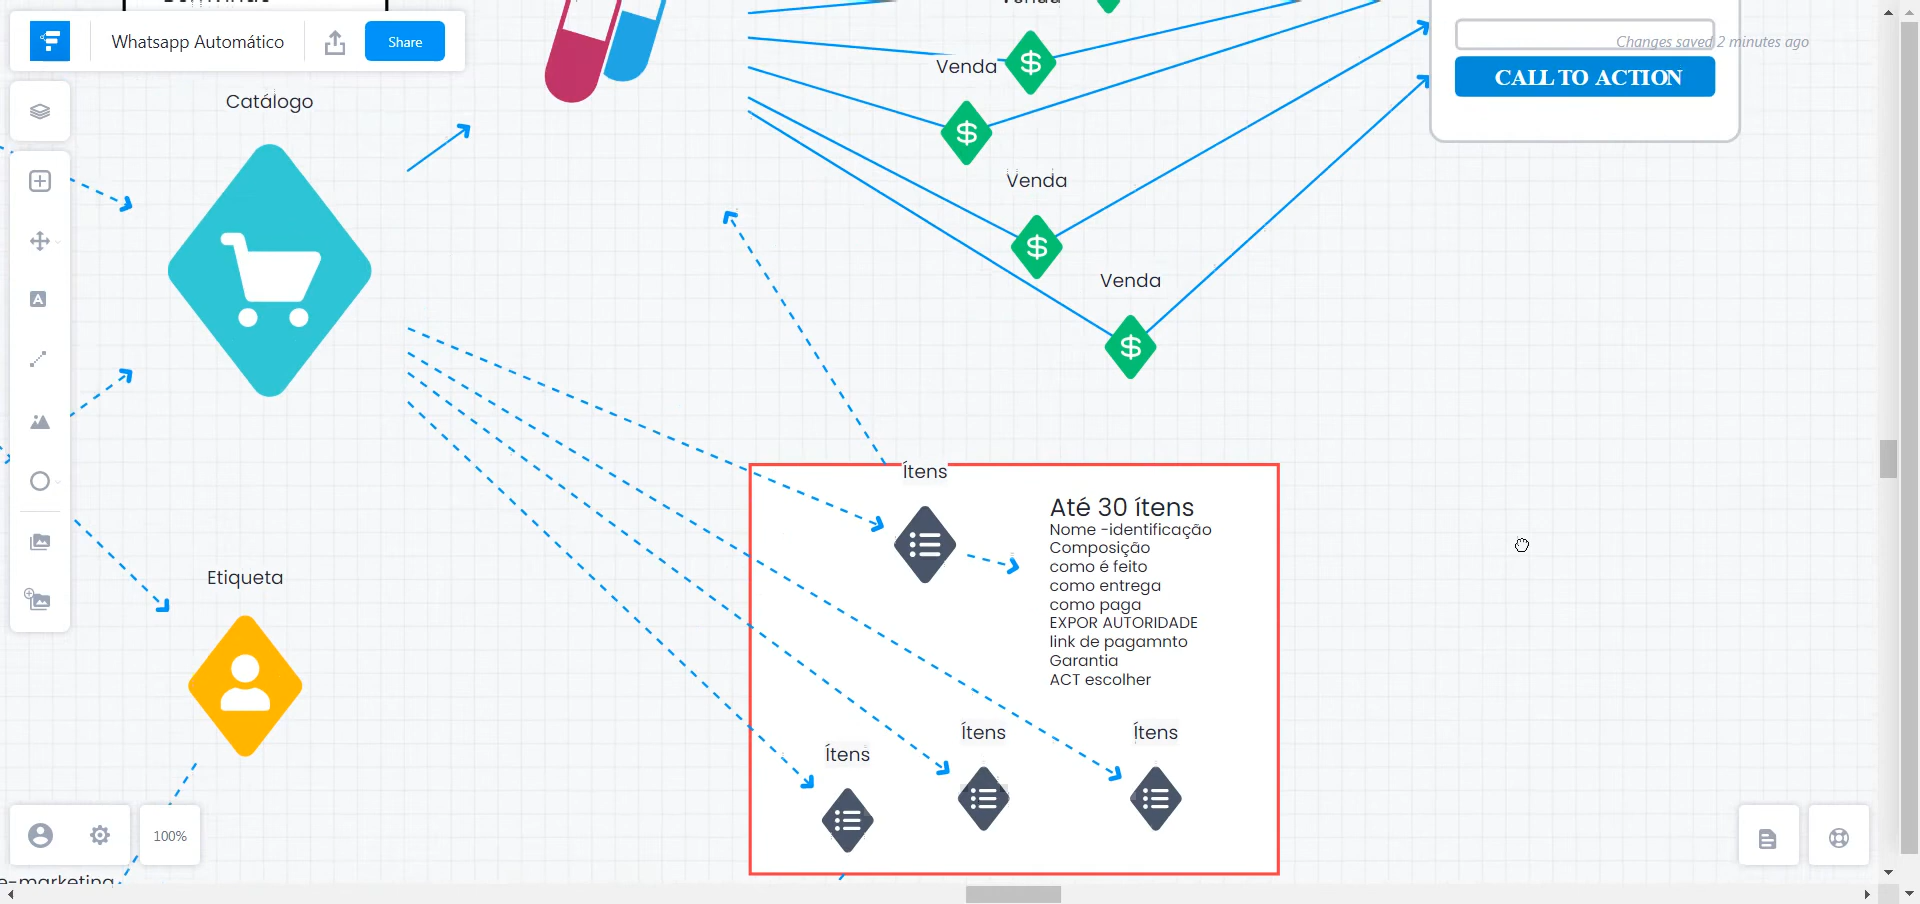 Whatsapp Automático
Share
Changes saved 2 minutes ago
CALL TO ACTION
Venda
Venda
Catálogo
Venda
Venda
Ítens
Até 30 ítens
Nome -identificação
Composição
como é feito
como entrega
como paga
EXPOR AUTORIDADE
link de pagamnto
Garantia
ACT escolher
Etiqueta
Ítens
Ítens
Ítens
100%
e-marketing